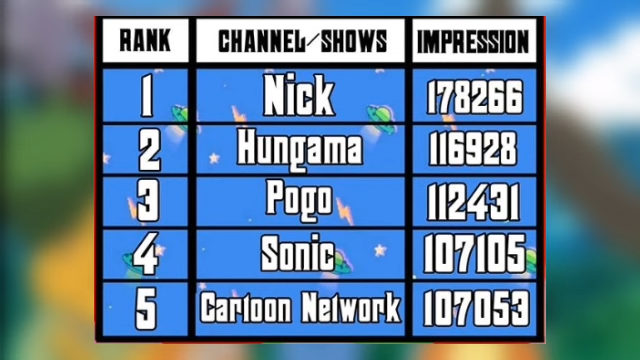 RANK CHANNEL/SHOWS IMPRESSION
1 Nick 178266
2 Hungama 116928
3 Pogo 112431
4 Sonic 107105
5 Cartoon Network 107053